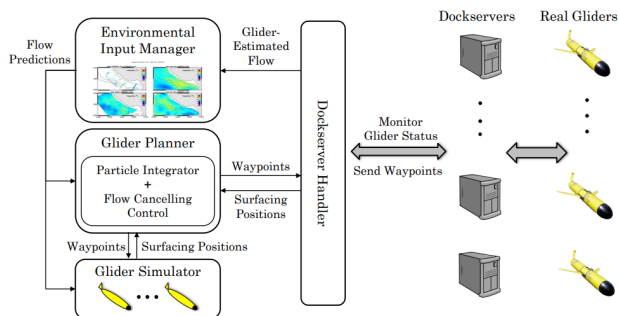 Flow
Predictions
Environmental
Input Manager
Glider-
Estimated
Flow
Glider Planner
Particle Integrator
+
Flow Cancelling
Control
Waypoints
Surfacing
Positions
Waypoints
Surfacing Positions
Glider Simulator
Dockserver Handler
Monitor
Glider Status
Send Waypoints
Dockservers
Real Gliders